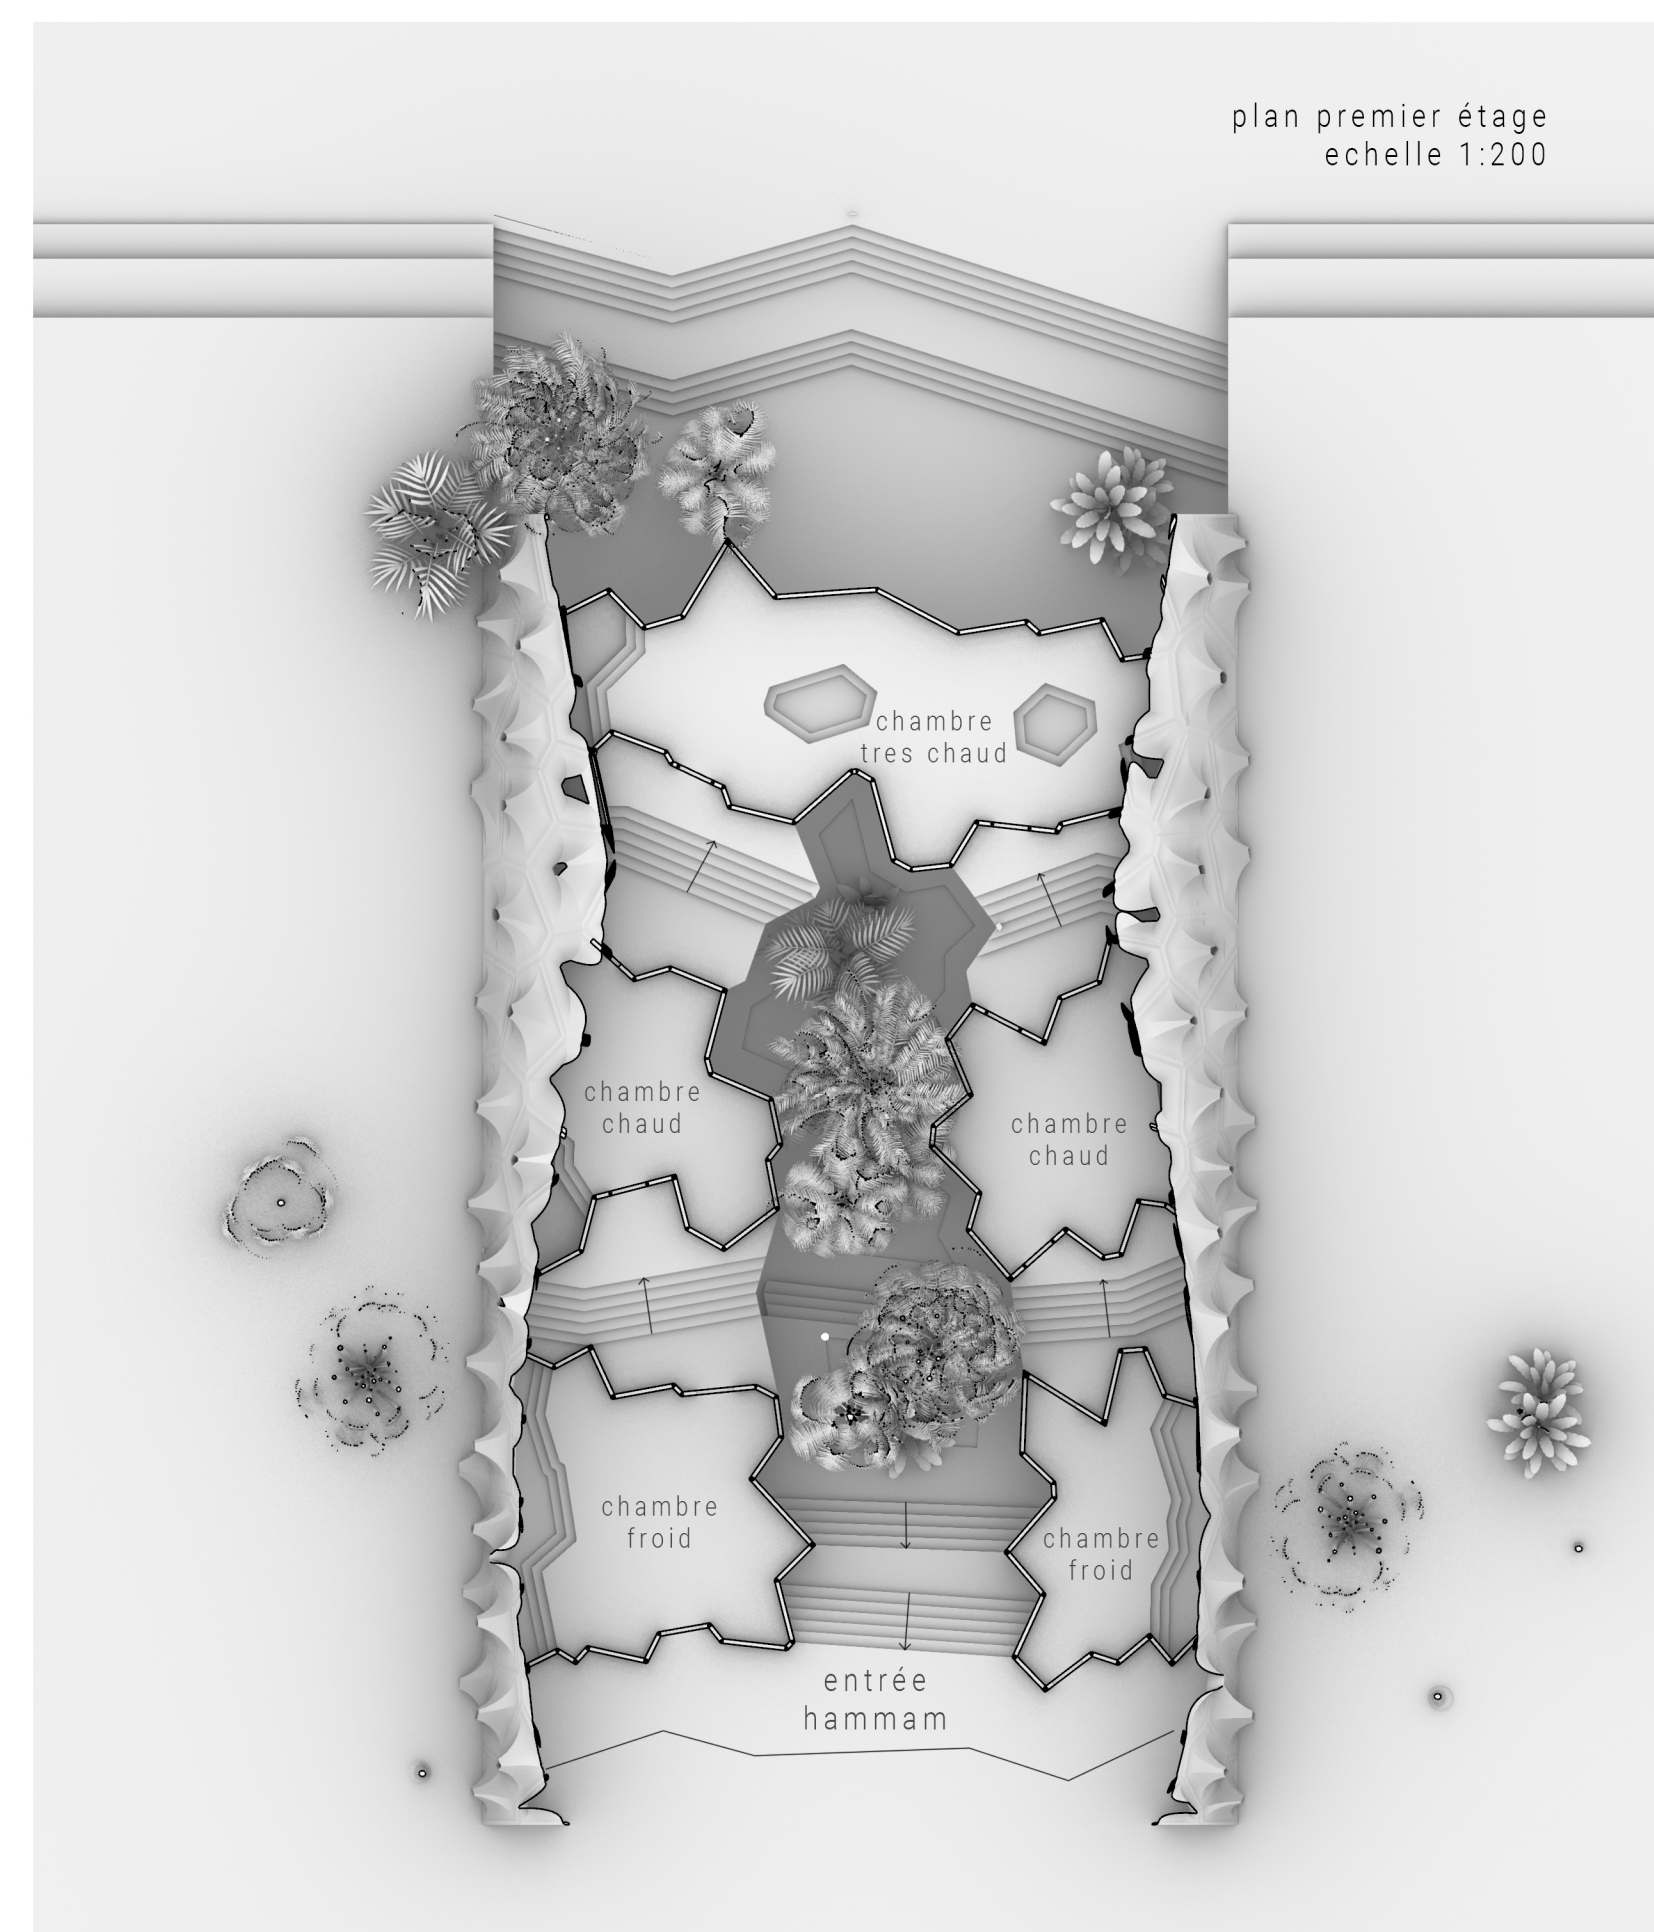 plan premier étage
echelle 1:200
chambre
tres chaud
chambre
chaud
chambre
chaud
chambre
froid
chambre
froid
entrée
hammam